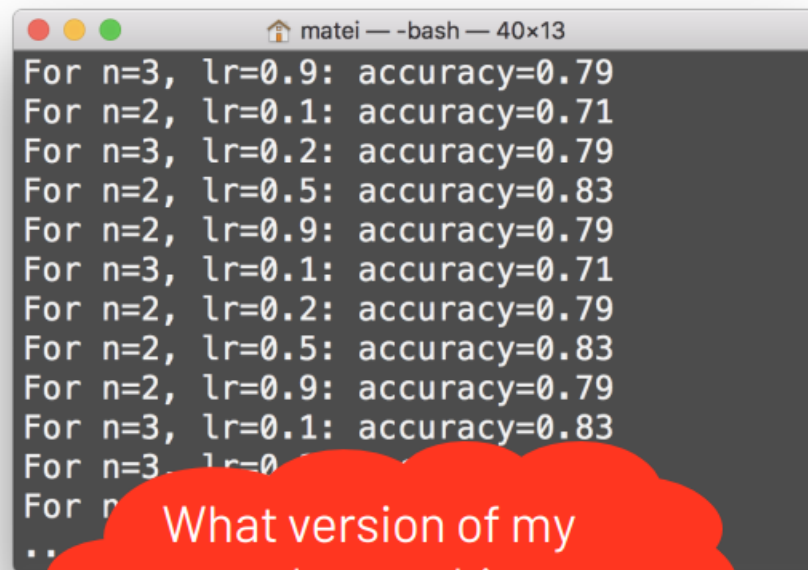 matei — -bash — 40×13
For n=3, lr=0.9: accuracy=0.79
For n=2, lr=0.1: accuracy=0.71
For n=3, lr=0.2: accuracy=0.79
For n=2, lr=0.5: accuracy=0.83
For n=2, lr=0.9: accuracy=0.79
For n=3, lr=0.1: accuracy=0.71
For n=2, lr=0.2: accuracy=0.79
For n=2, lr=0.5: accuracy=0.83
For n=2, lr=0.9: accuracy=0.79
For n=3, lr=0.1: accuracy=0.83
For n=3,
For
..
What version of my